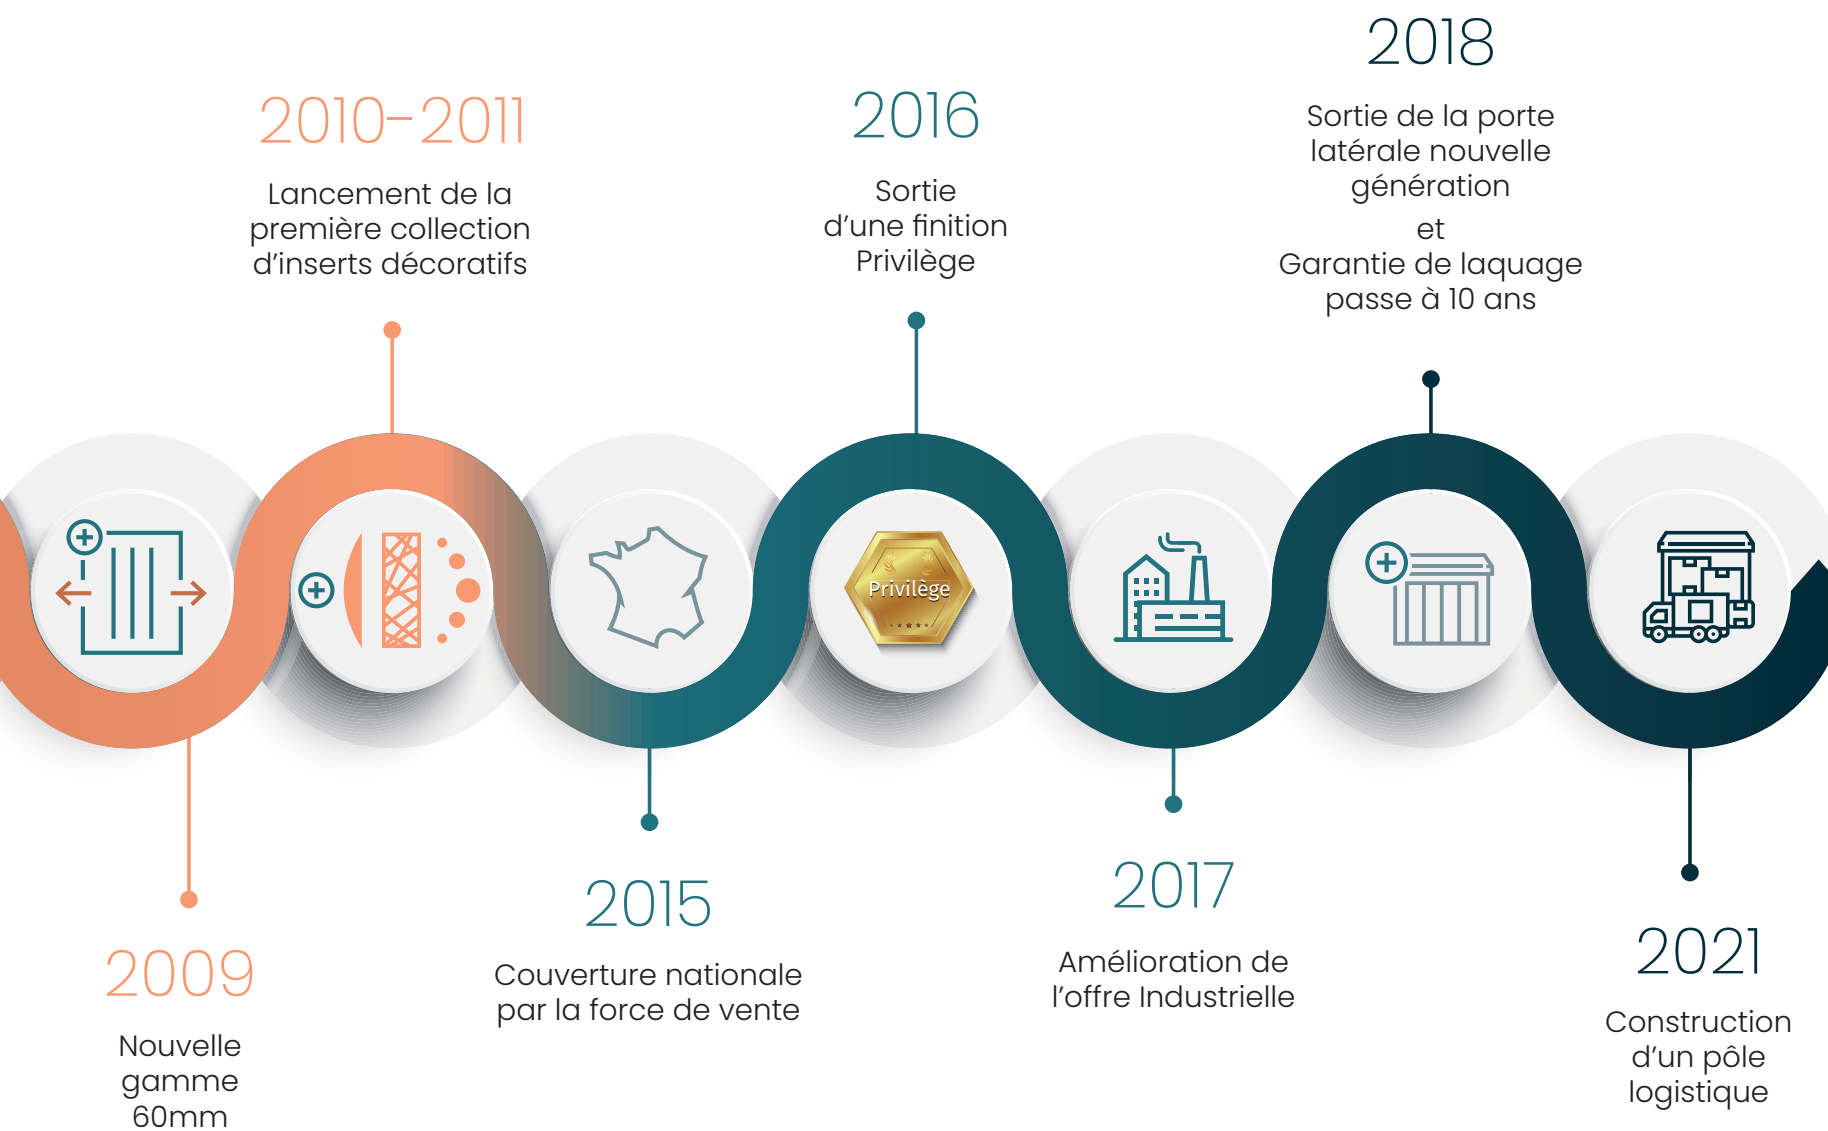 2009
Nouvelle
gamme
60mm
2010-2011
Lancement de la
première collection
d’inserts décoratifs
2015
Couverture nationale
par la force de vente
2016
Sortie
d’une finition
Privilège
Privilège
2017
Amélioration de
l’offre Industrielle
2018
Sortie de la porte
latérale nouvelle
génération
et
Garantie de laquage
passe à 10 ans
2021
Construction
d’un pôle
logistique